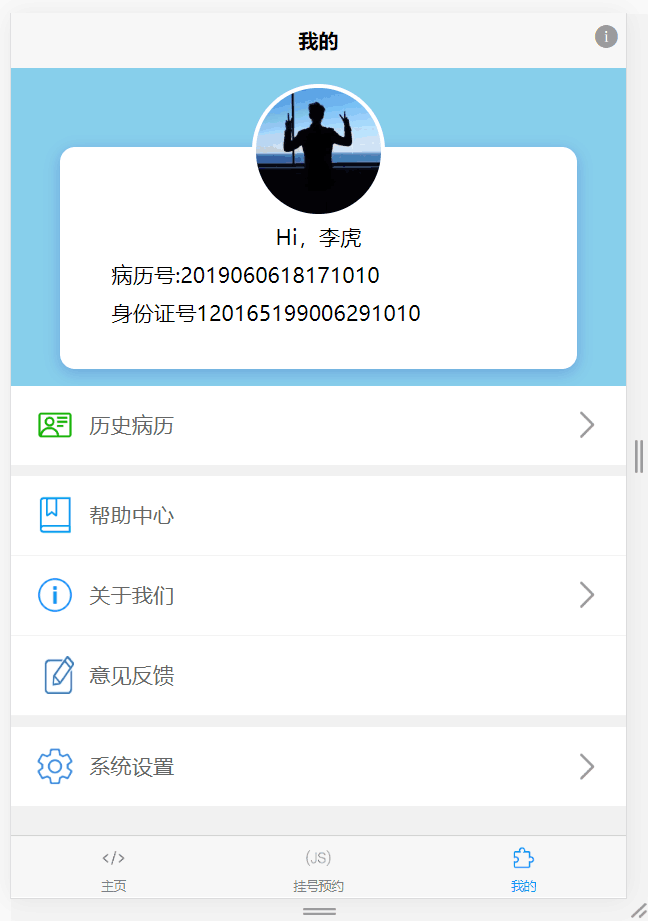 我的
Hi，李虎
病历号:2019060618171010
身份证号120165199006291010
历史病历
帮助中心
关于我们
意见反馈
系统设置
</> (JS)
主页 挂号预约 我的